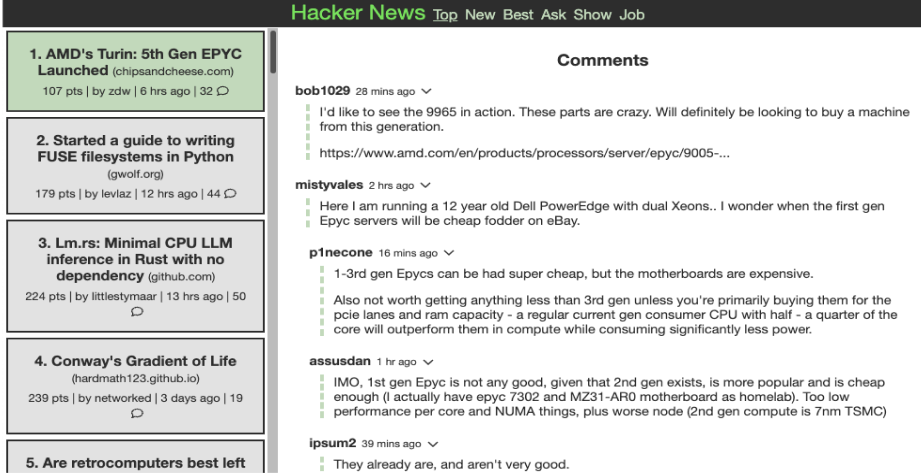 Hacker News Top New Best Ask Show Job
1. AMD's Turin: 5th Gen EPYC
Launched (chipsandcheese.com)
107 pts | by zdw | 6 hrs ago | 32
2. Started a guide to writing
FUSE filesystems in Python
(gwolf.org)
179 pts | by levlaz | 12 hrs ago | 44
3. Lm.rs: Minimal CPU LLM
inference in Rust with no
dependency (github.com)
224 pts | by littlestymaar | 13 hrs ago | 50
4. Conway's Gradient of Life
(hardmath123.github.io)
239 pts | by networked | 3 days ago | 19
5. Are retrocomputers best left
Comments
bob1029 28 mins ago
I'd like to see the 9965 in action. These parts are crazy. Will definitely be looking to buy a machine
from this generation.
https://www.amd.com/en/products/processors/server/epyc/9005-...
mistyvales 2 hrs ago
Here I am running a 12 year old Dell PowerEdge with dual Xeons.. I wonder when the first gen
Epyc servers will be cheap fodder on eBay.
p1necone 16 mins ago
1-3rd gen Epycs can be had super cheap, but the motherboards are expensive.
Also not worth getting anything less than 3rd gen unless you're primarily buying them for the
pcie lanes and ram capacity - a regular current gen consumer CPU with half - a quarter of the
core will outperform them in compute while consuming significantly less power.
assusdan 1 hr ago
IMO, 1st gen Epyc is not any good, given that 2nd gen exists, is more popular and is cheap
enough (I actually have epyc 7302 and MZ31-AR0 motherboard as homelab). Too low
performance per core and NUMA things, plus worse node (2nd gen compute is 7nm TSMC)
ipsum2 39 mins ago
They already are, and aren't very good.